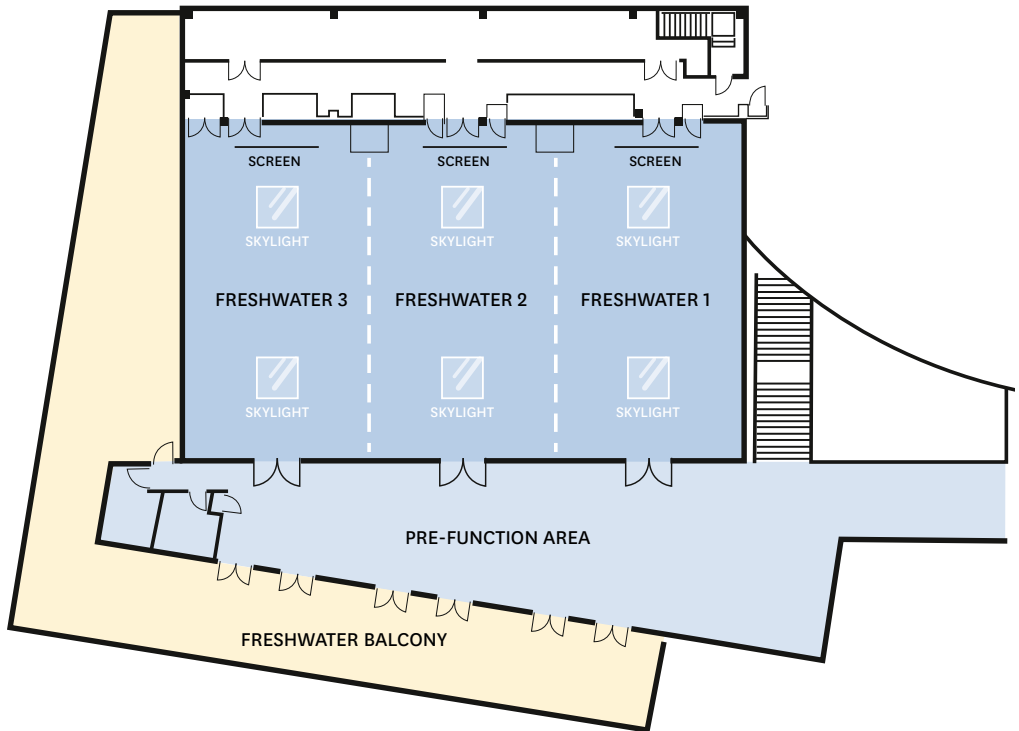 SCREEN SCREEN SCREEN
SKYLIGHT SKYLIGHT SKYLIGHT
FRESHWATER 3 FRESHWATER 2 FRESHWATER 1
SKYLIGHT SKYLIGHT SKYLIGHT
PRE-FUNCTION AREA
FRESHWATER BALCONY